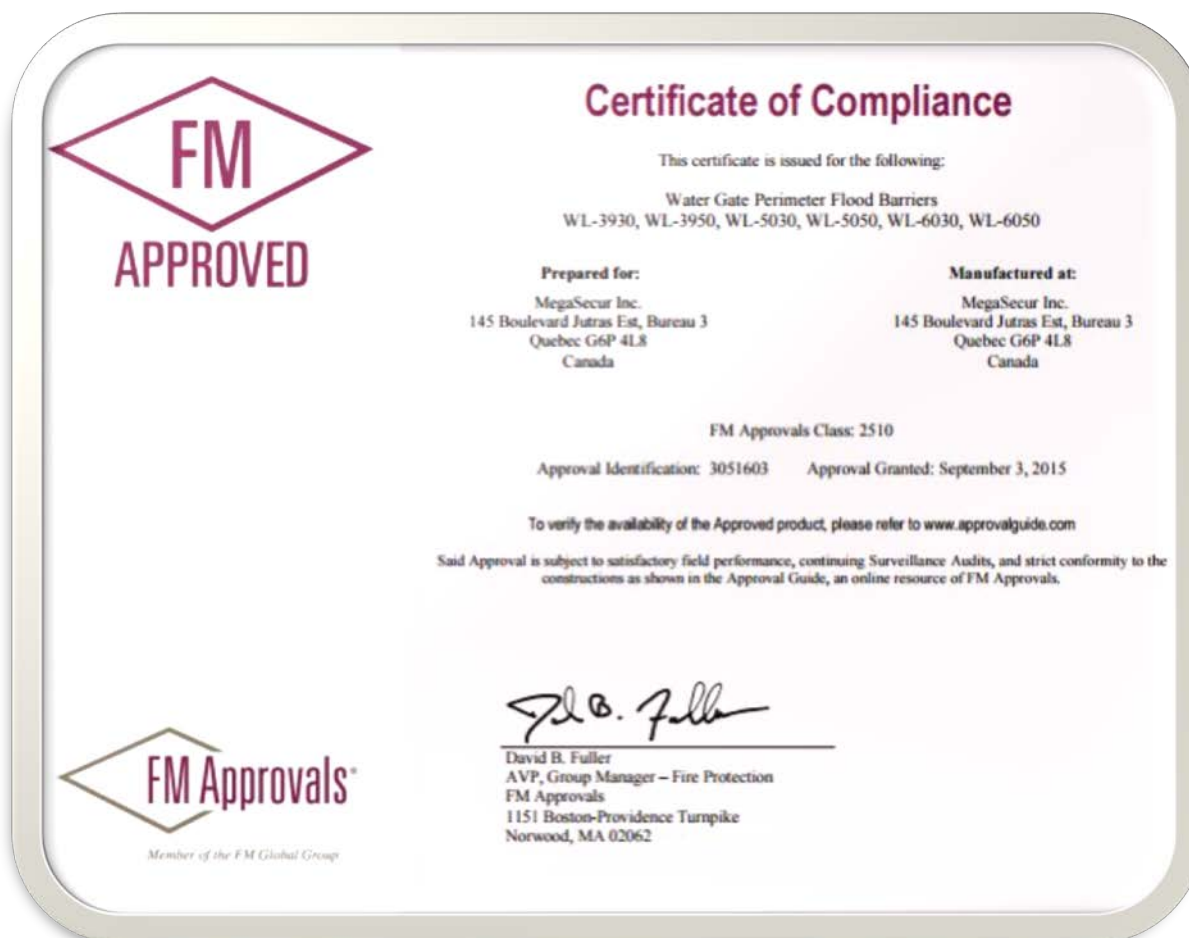 FM
APPROVED
Certificate of Compliance
This certificate is issued for the following:
Water Gate Perimeter Flood Barriers
WL-3930, WL-3950, WL-5030, WL-5050, WL-6030, WL-6050
Prepared for:
MegaSecur Inc.
145 Boulevard Jutras Est, Bureau 3
Quebec G6P 4L8
Canada
Manufactured at:
MegaSecur Inc.
145 Boulevard Jutras Est, Bureau 3
Quebec G6P 4L8
Canada
FM Approvals Class: 2510
Approval Identification: 3051603 Approval Granted: September 3, 2015
To verify the availability of the Approved product, please refer to www.approvalguide.com
Said Approval is subject to satisfactory field performance, continuing Surveillance Audits, and strict conformity to the
constructions as shown in the Approval Guide, an online resource of FM Approvals.
David B. Fuller
AVP, Group Manager – Fire Protection
FM Approvals
1151 Boston-Providence Turnpike
Norwood, MA 02062
FM Approvals®
Member of the FM Global Group